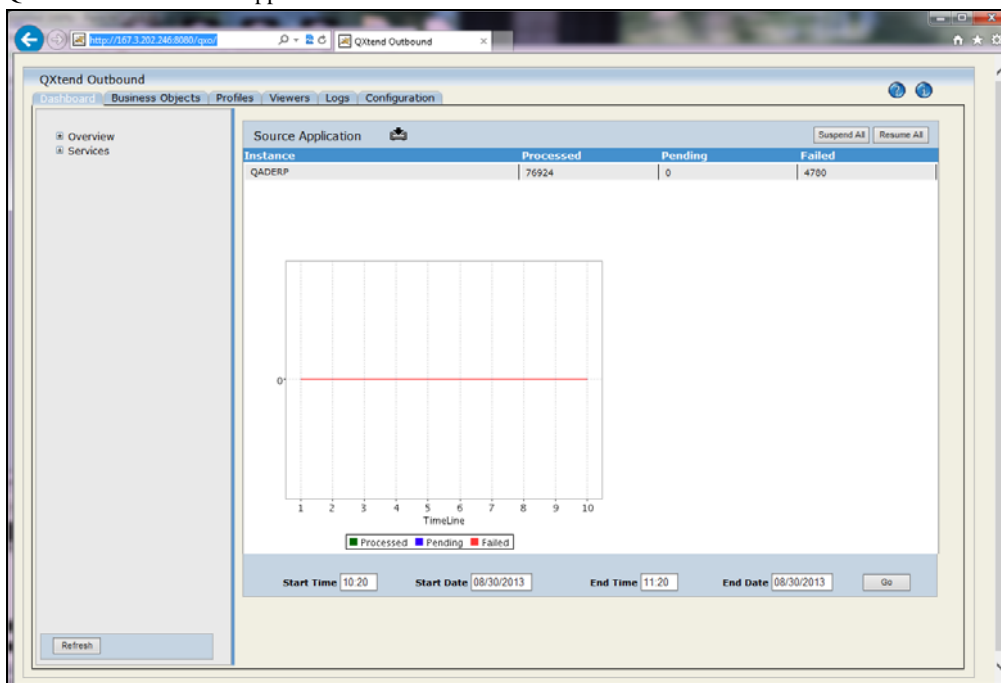 http://167.3.202.246:8080/qxo/ QXtend Outbound
QXtend Outbound
Dashboard Business Objects Profiles Viewers Logs Configuration
Overview
Services
Source Application Suspend All Resume All
Instance Processed Pending Failed
QADERP 76924 0 4780
0
1 2 3 4 5 6 7 8 9 10
TimeLine
Processed Pending Failed
Start Time 10:20 Start Date 08/30/2013 End Time 11:20 End Date 08/30/2013 Go
Refresh